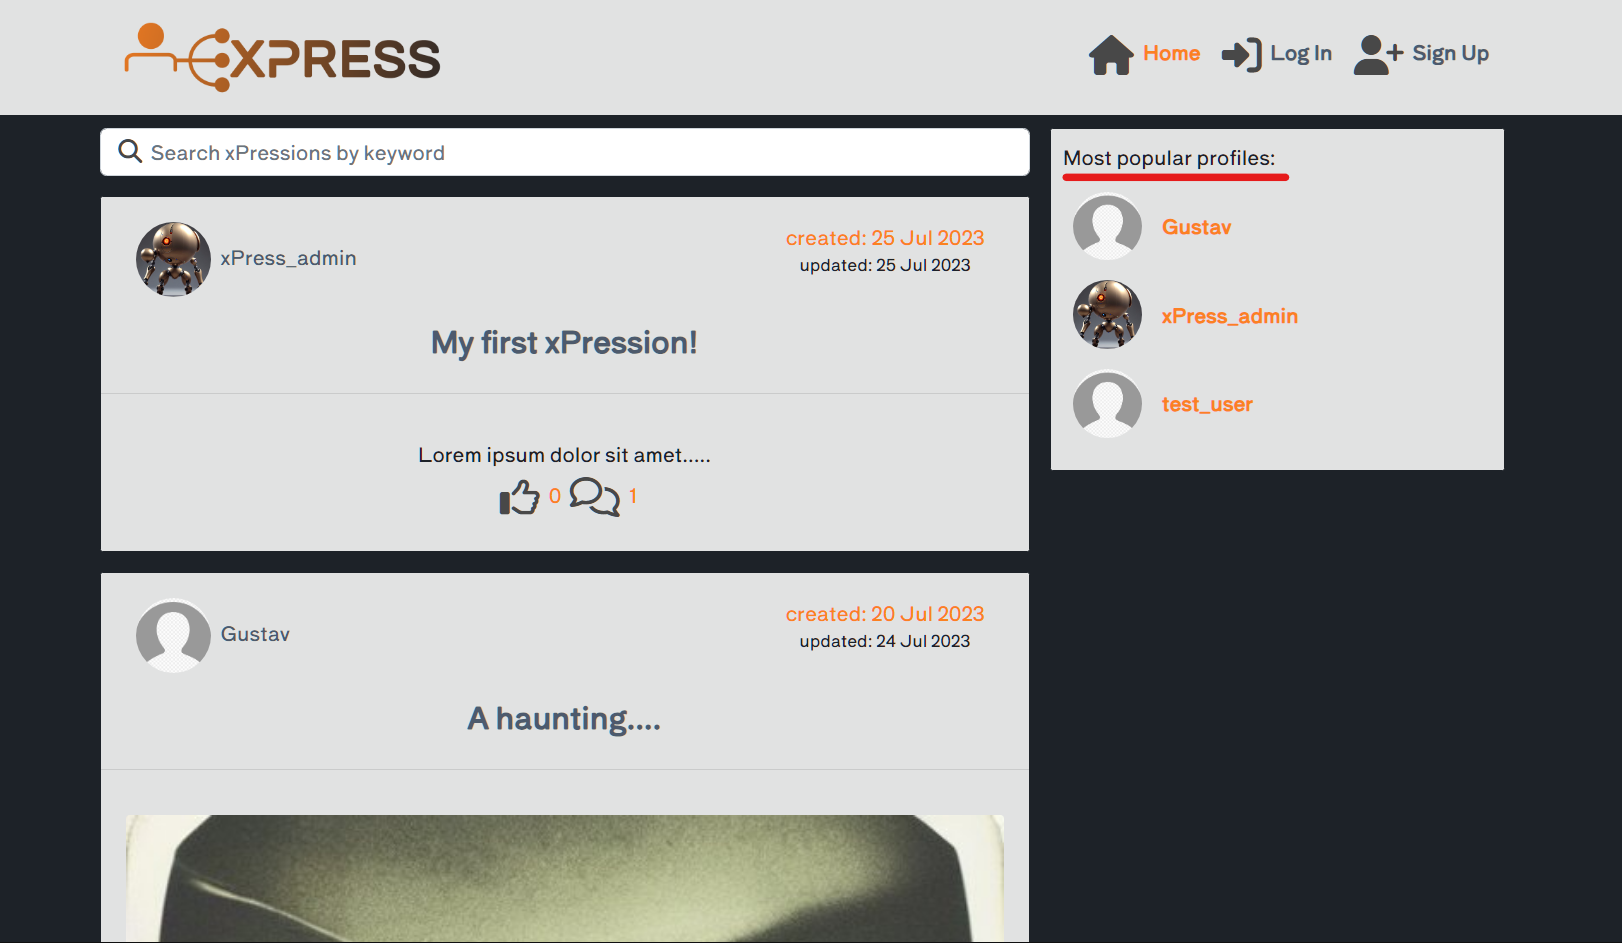 XPRESS
Home
Log In
Sign Up
Search xPressions by keyword
xPress_admin
created: 25 Jul 2023
updated: 25 Jul 2023
My first xPression!
Lorem ipsum dolor sit amet.....
0 1
Gustav
created: 20 Jul 2023
updated: 24 Jul 2023
A haunting....
Most popular profiles:
Gustav
xPress_admin
test_user